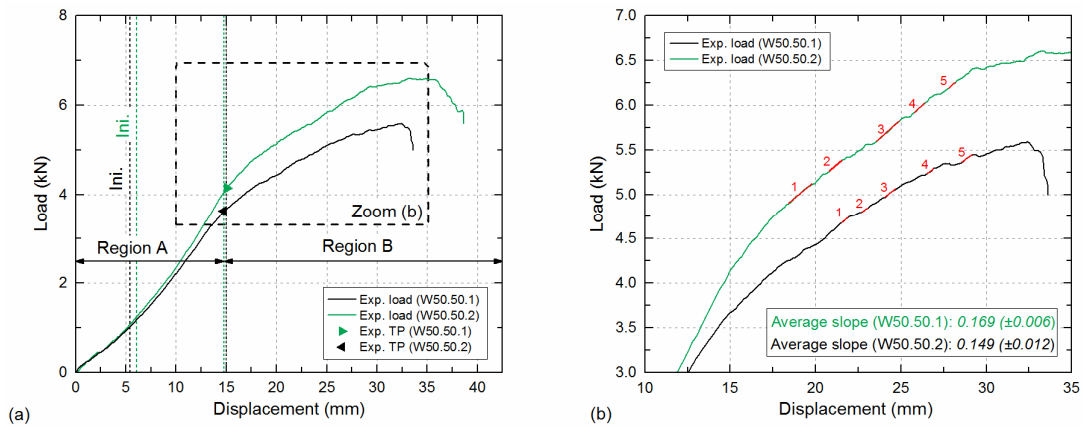 8
6
4
2
0
Load (kN)
Ini.
Ini.
Zoom (b)
Region A
Region B
Exp. load (W50.50.1)
Exp. load (W50.50.2)
Exp. TP (W50.50.1)
Exp. TP (W50.50.2)
0 5 10 15 20 25 30 35 40
Displacement (mm)
(a)
7.0
6.5
6.0
5.5
5.0
4.5
4.0
3.5
3.0
Load (kN)
Exp. load (W50.50.1)
Exp. load (W50.50.2)
1 2 3 4 5
1 2 3 4 5
Average slope (W50.50.1): 0.169 (±0.006)
Average slope (W50.50.2): 0.149 (±0.012)
10 15 20 25 30 35
Displacement (mm)
(b)